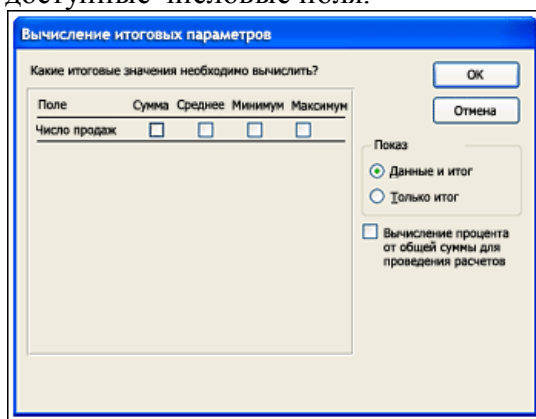 доступные числовые поля.
Вычисление итоговых параметров
Какие итоговые значения необходимо вычислить?
Поле Сумма Среднее Минимум Максимум
Число продаж
ОК
Отмена
Показ
Данные и итог
Только итог
Вычисление процента
от общей суммы для
проведения расчетов